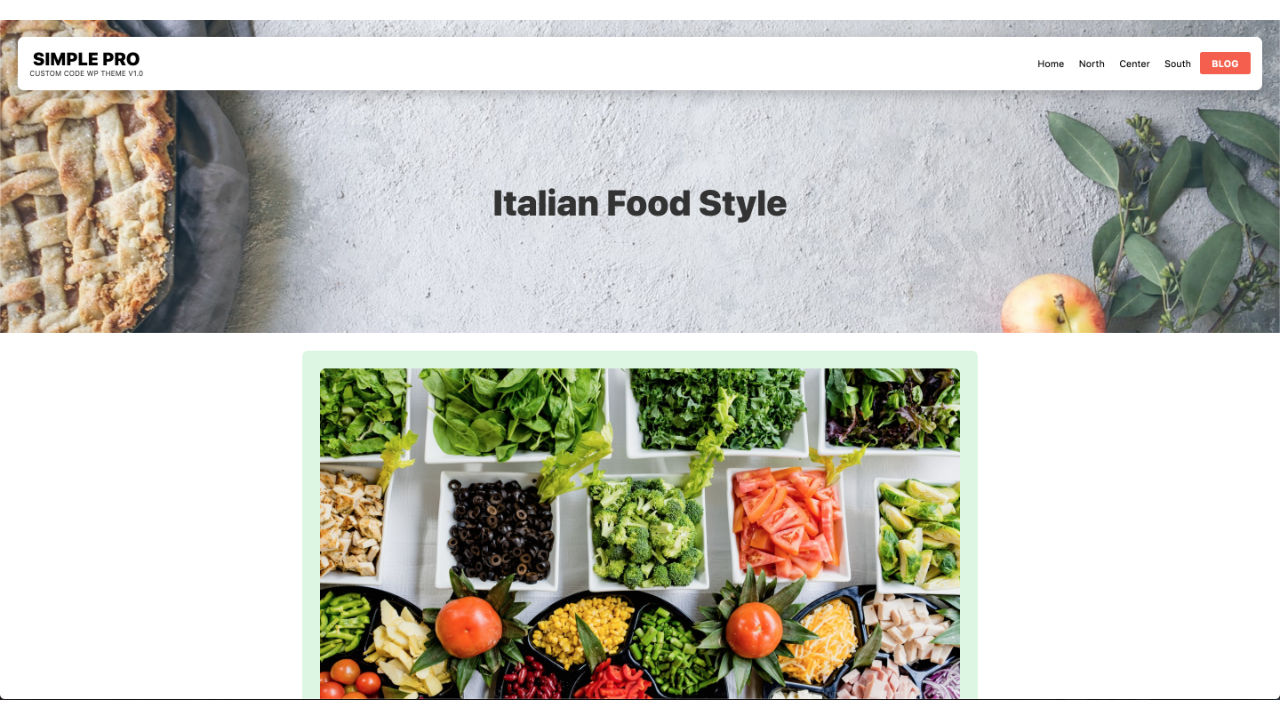 SIMPLE PRO
CUSTOM CODE WP THEME V1.0
Home North Center South BLOG
Italian Food Style